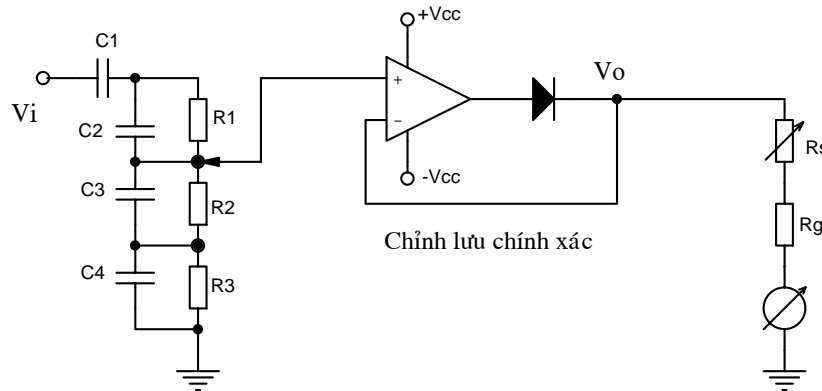 C1
+Vcc
Vi
R1
C2
+
Vo
−
Rs
C3
R2
-Vcc
Chỉnh lưu chính xác
Rg
C4
R3